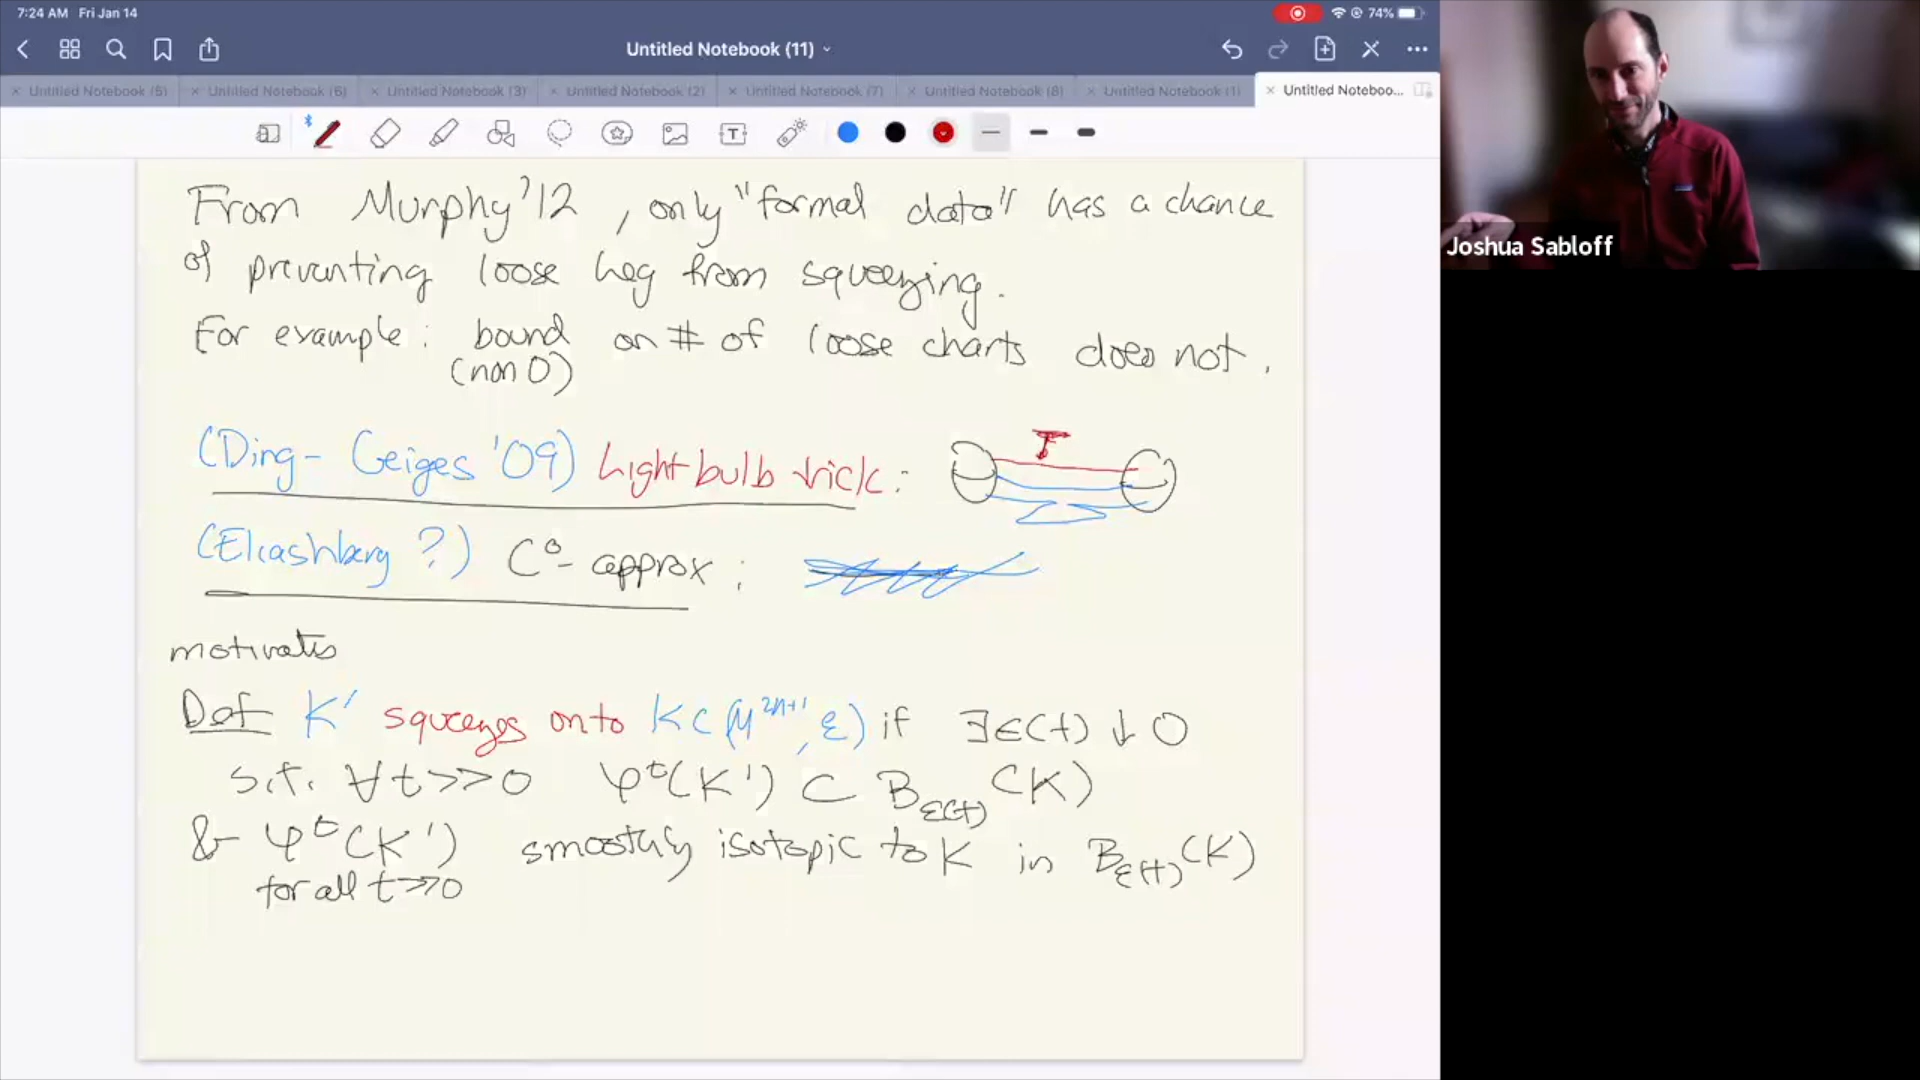 7:24 AM Fri Jan 14
74%
Untitled Notebook (11)
Untitled Notebook (5)
Untitled Notebook (6)
Untitled Notebook (3)
Untitled Notebook (2)
Untitled Notebook (7)
Untitled Notebook (8)
Untitled Notebook (1)
Untitled Noteboo...
Joshua Sabloff
From Murphy '12, only "formal data" has a chance
of preventing loose Leg from squeezing.
For example: bound on # of loose charts does not.
(non 0)
(Ding-Geiges '09) Lightbulb trick:
(Eliashberg ?) C⁰-approx:
motivates
Def K' squeezes onto K ⊂ (Y²ⁿ⁺¹, ξ) if ∃ε(t) ↓ 0
s.t. ∀t>>0 φᵗ(K') ⊂ B_ε(t)(K)
& φᵗ(K') smoothly isotopic to K in B_ε(t)(K)
for all t>>0